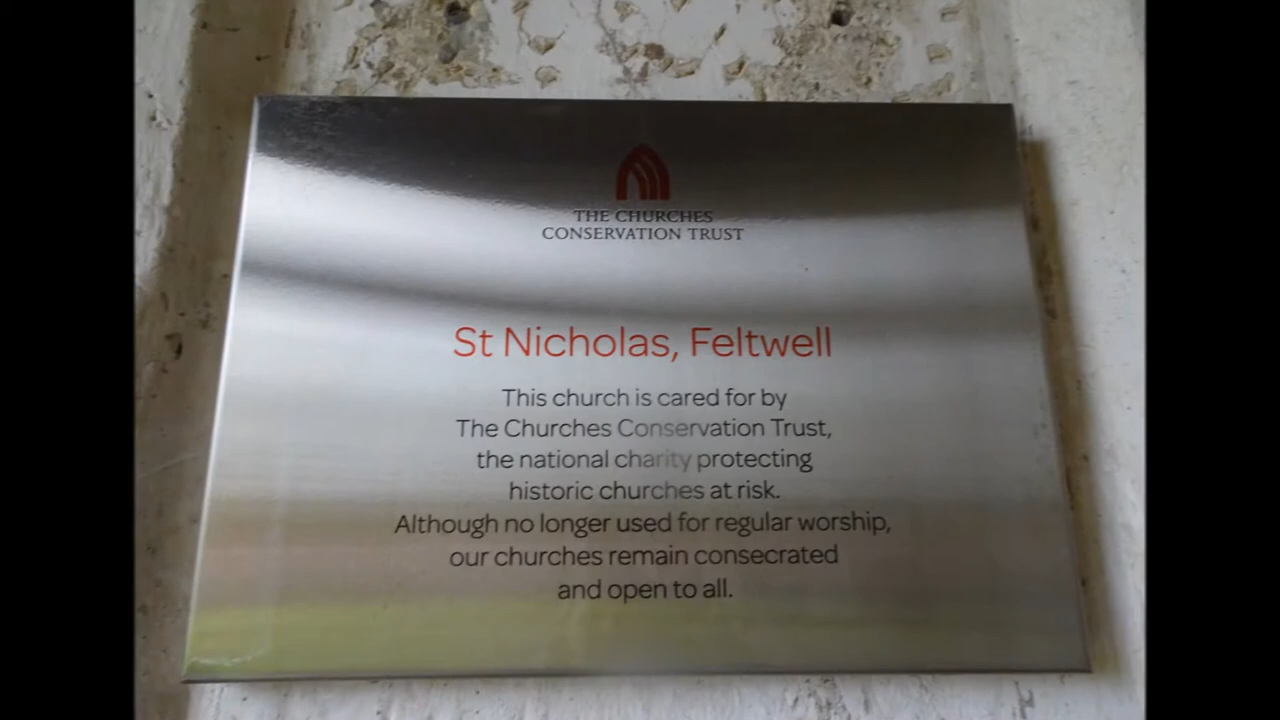 THE CHURCHES
CONSERVATION TRUST
St Nicholas, Feltwell
This church is cared for by
The Churches Conservation Trust,
the national charity protecting
historic churches at risk.
Although no longer used for regular worship,
our churches remain consecrated
and open to all.